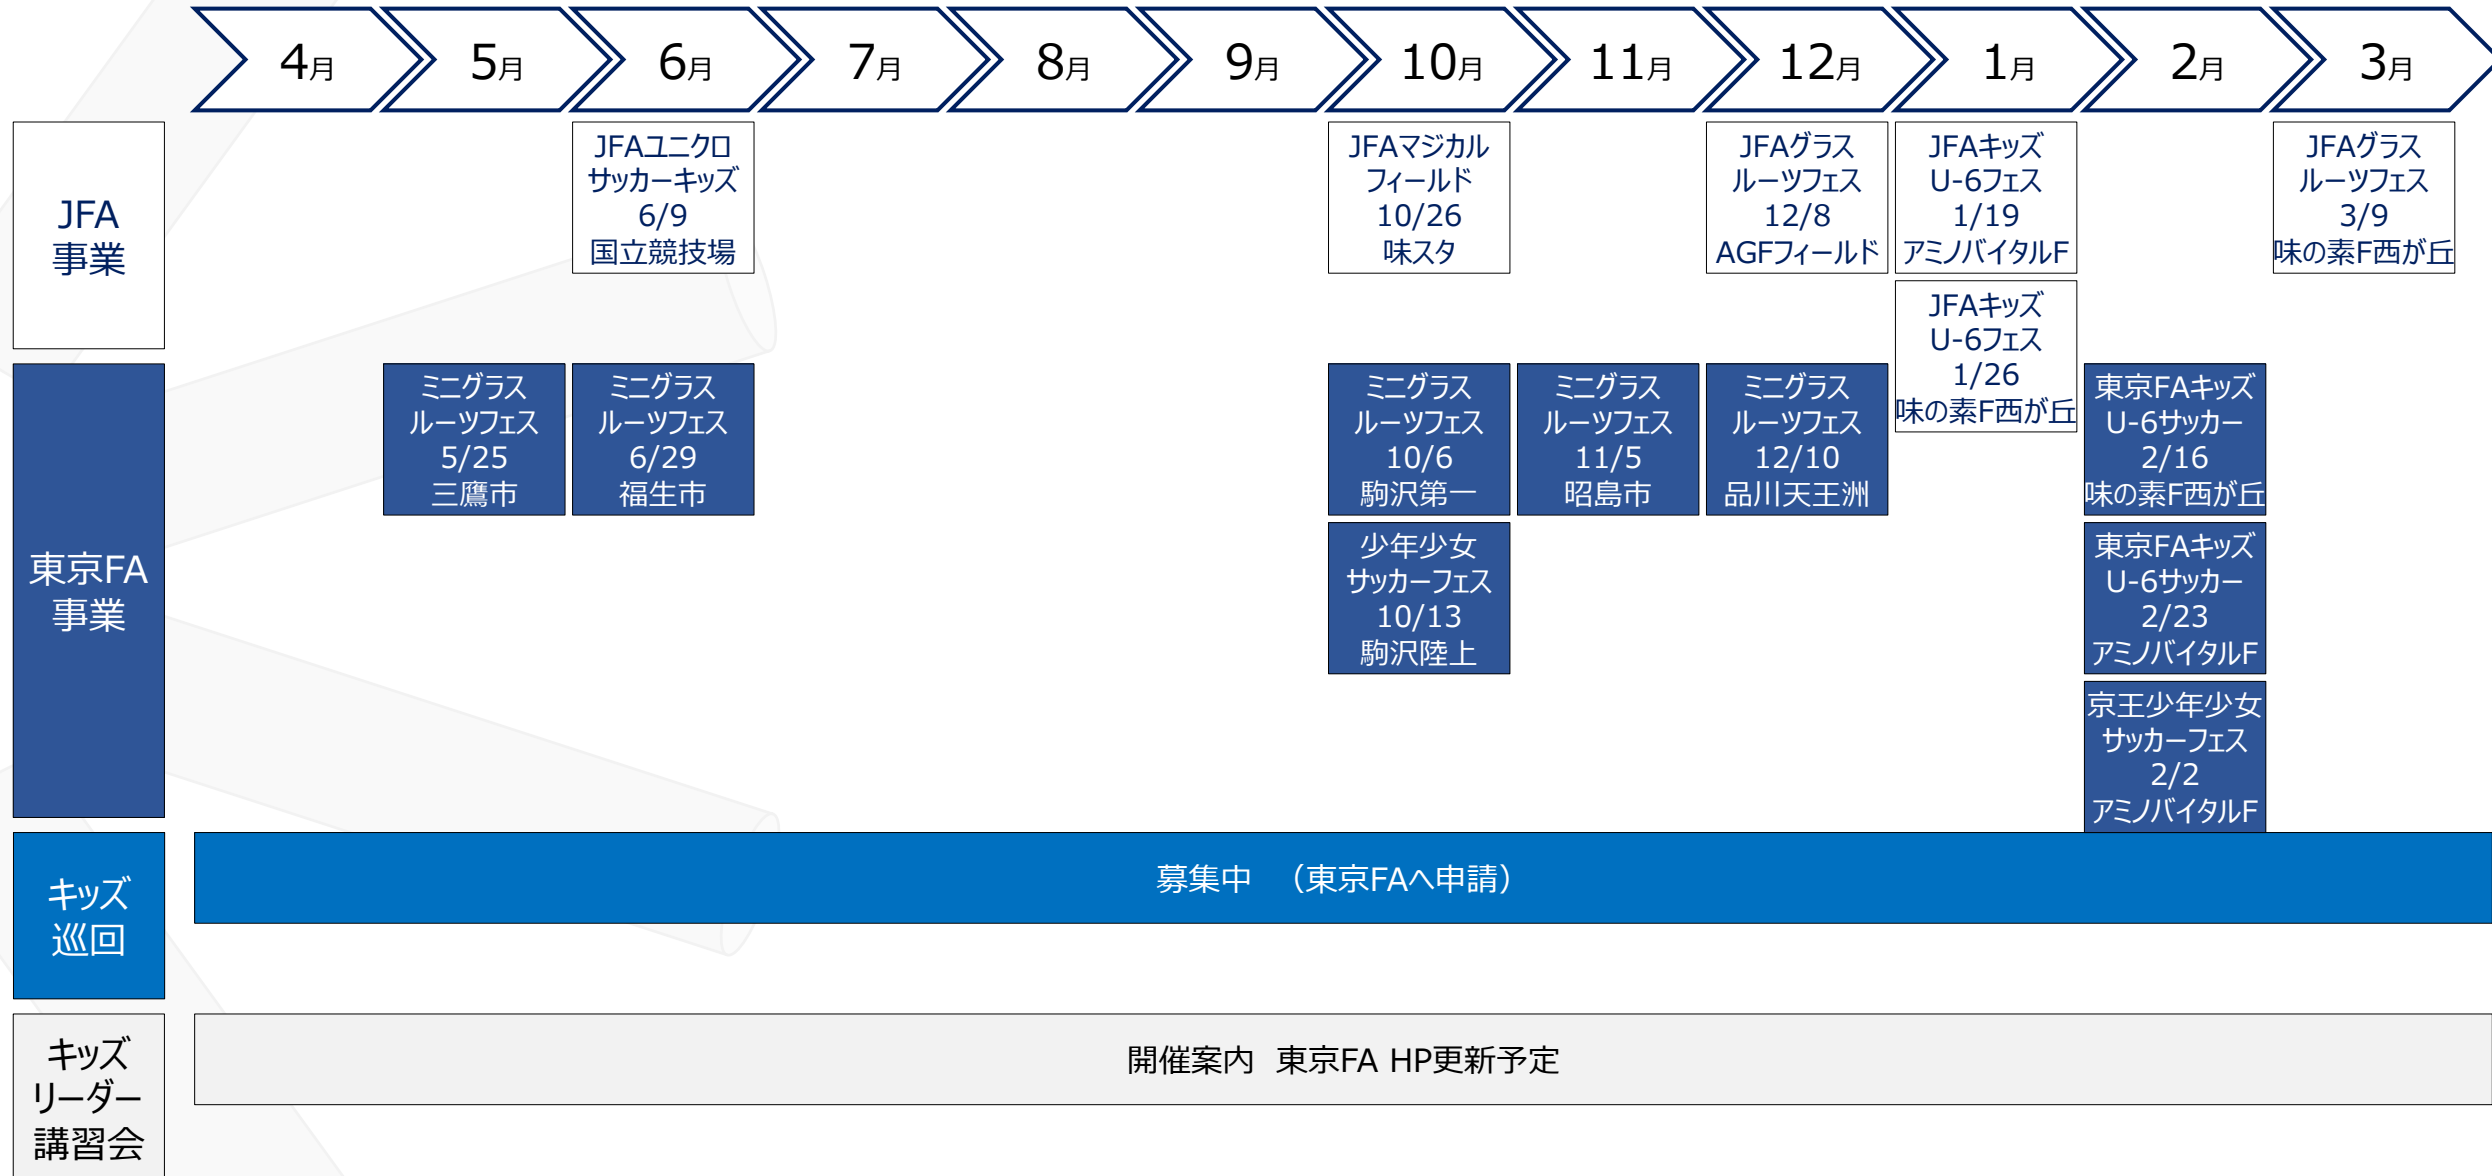 4月
5月
6月
7月
8月
9月
10月
11月
12月
1月
2月
3月
JFA
事業
JFAユニクロ
サッカーキッズ
6/9
国立競技場
JFAマジカル
フィールド
10/26
味スタ
JFAグラス
ルーツフェス
12/8
AGFフィールド
JFAキッズ
U-6フェス
1/19
アミノバイタルF
JFAキッズ
U-6フェス
1/26
味の素F西が丘
JFAグラス
ルーツフェス
3/9
味の素F西が丘
東京FA
事業
ミニグラス
ルーツフェス
5/25
三鷹市
ミニグラス
ルーツフェス
6/29
福生市
ミニグラス
ルーツフェス
10/6
駒沢第一
少年少女
サッカーフェス
10/13
駒沢陸上
ミニグラス
ルーツフェス
11/5
昭島市
ミニグラス
ルーツフェス
12/10
品川天王洲
東京FAキッズ
U-6サッカー
2/16
味の素F西が丘
東京FAキッズ
U-6サッカー
2/23
アミノバイタルF
京王少年少女
サッカーフェス
2/2
アミノバイタルF
キッズ
巡回
募集中 （東京FAへ申請）
キッズ
リーダー
講習会
開催案内 東京FA HP更新予定